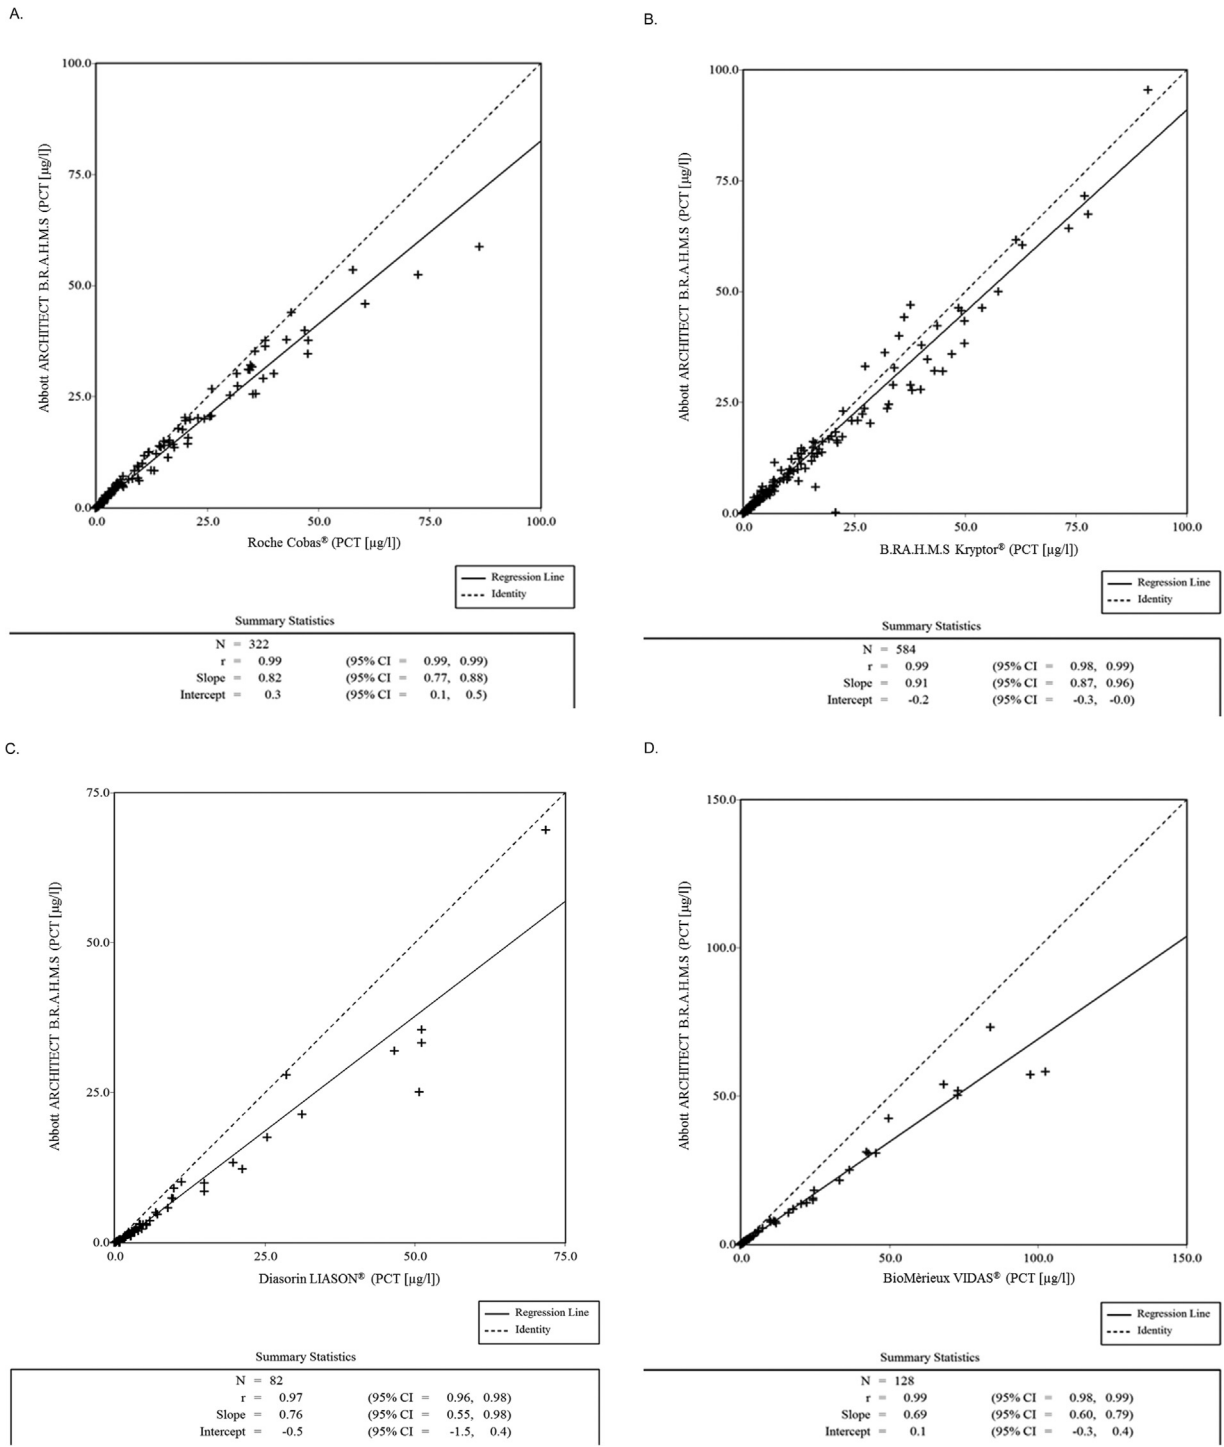 A.
100.0
75.0
50.0
25.0
0.0
0.0 25.0 50.0 75.0 100.0
Abbott ARCHITECT B.R.A.H.M.S (PCT [µg/l])
Roche Cobas® (PCT [µg/l])
Regression Line
Identity
Summary Statistics
N = 322
r = 0.99 (95% CI = 0.99, 0.99)
Slope = 0.82 (95% CI = 0.77, 0.88)
Intercept = 0.3 (95% CI = 0.1, 0.5)
B.
100.0
75.0
50.0
25.0
0.0
0.0 25.0 50.0 75.0 100.0
Abbott ARCHITECT B.R.A.H.M.S (PCT [µg/l])
B.RA.H.M.S Kryptor® (PCT [µg/l])
Regression Line
Identity
Summary Statistics
N = 584
r = 0.99 (95% CI = 0.98, 0.99)
Slope = 0.91 (95% CI = 0.87, 0.96)
Intercept = -0.2 (95% CI = -0.3, -0.0)
C.
75.0
50.0
25.0
0.0
0.0 25.0 50.0 75.0
Abbott ARCHITECT B.R.A.H.M.S (PCT [µg/l])
Diasorin LIASON® (PCT [µg/l])
Regression Line
Identity
Summary Statistics
N = 82
r = 0.97 (95% CI = 0.96, 0.98)
Slope = 0.76 (95% CI = 0.55, 0.98)
Intercept = -0.5 (95% CI = -1.5, 0.4)
D.
150.0
100.0
50.0
0.0
0.0 50.0 100.0 150.0
Abbott ARCHITECT B.R.A.H.M.S (PCT [µg/l])
BioMèrieux VIDAS® (PCT [µg/l])
Regression Line
Identity
Summary Statistics
N = 128
r = 0.99 (95% CI = 0.98, 0.99)
Slope = 0.69 (95% CI = 0.60, 0.79)
Intercept = 0.1 (95% CI = -0.3, 0.4)